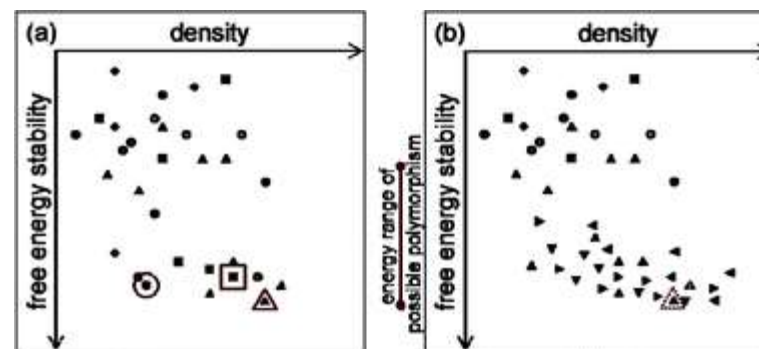 (a)
density
free energy stability
energy range of
possible polymorphism
(b)
density
free energy stability